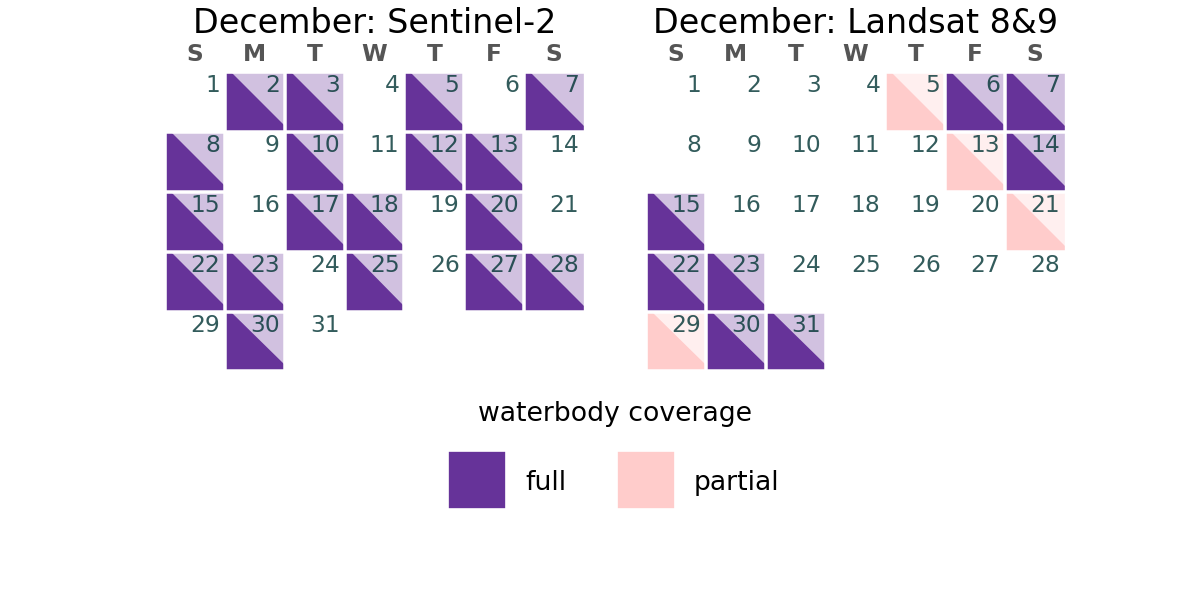 December: Sentinel-2
S M T W T F S
1 2 3 4 5 6 7
8 9 10 11 12 13 14
15 16 17 18 19 20 21
22 23 24 25 26 27 28
29 30 31
December: Landsat 8&9
S M T W T F S
1 2 3 4 5 6 7
8 9 10 11 12 13 14
15 16 17 18 19 20 21
22 23 24 25 26 27 28
29 30 31
waterbody coverage
full partial